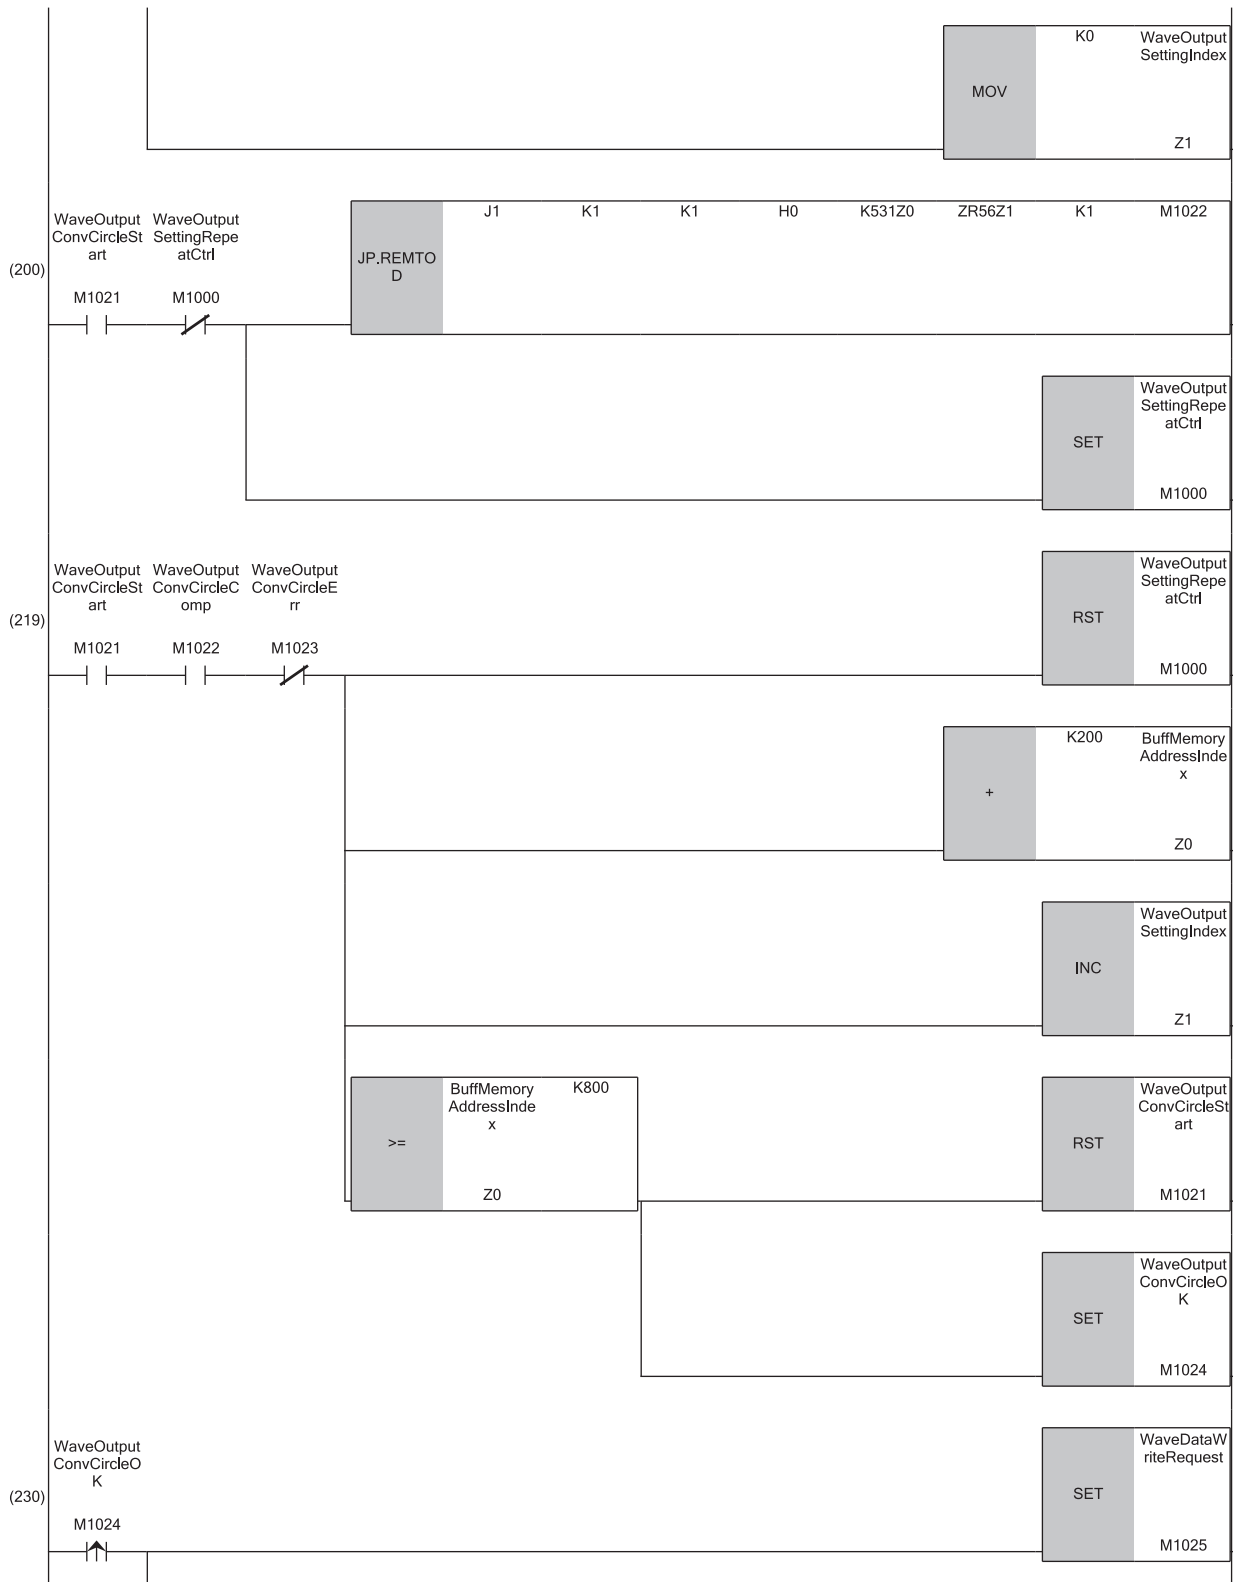 K0
WaveOutput
SettingIndex
MOV
Z1
(200)
WaveOutput
ConvCircleSt
art
M1021
WaveOutput
SettingRepe
atCtrl
M1000
JP.REMTO
D
J1
K1
K1
H0
K531Z0
ZR56Z1
K1
M1022
SET
WaveOutput
SettingRepe
atCtrl
M1000
(219)
WaveOutput
ConvCircleSt
art
M1021
WaveOutput
ConvCircleC
omp
M1022
WaveOutput
ConvCircleE
rr
M1023
RST
WaveOutput
SettingRepe
atCtrl
M1000
+
K200
BuffMemory
AddressInde
x
Z0
INC
WaveOutput
SettingIndex
Z1
>=
BuffMemory
AddressInde
x
Z0
K800
RST
WaveOutput
ConvCircleSt
art
M1021
SET
WaveOutput
ConvCircleO
K
M1024
(230)
WaveOutput
ConvCircleO
K
M1024
SET
WaveDataW
riteRequest
M1025